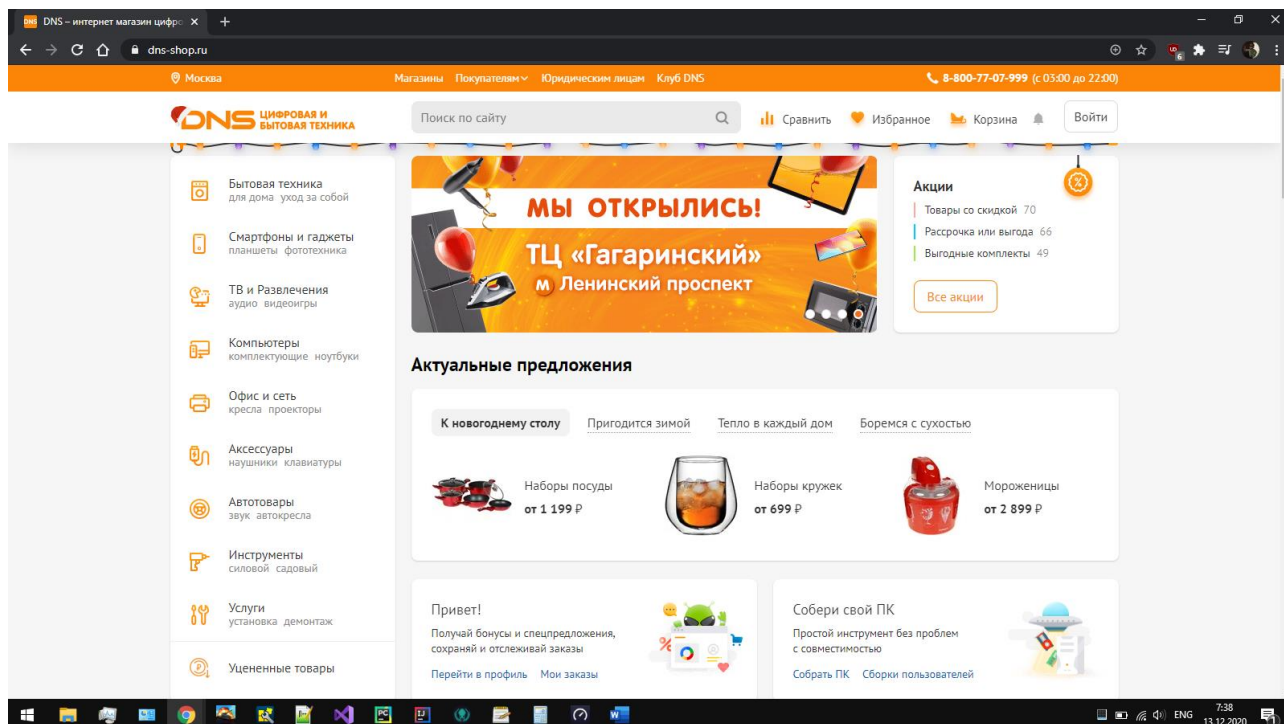 DNS – интернет магазин цифро
dns-shop.ru
6
Москва
Магазины Покупателям Юридическим лицам Клуб DNS
8-800-77-07-999 (с 03:00 до 22:00)
DNS ЦИФРОВАЯ И БЫТОВАЯ ТЕХНИКА
Поиск по сайту
Сравнить Избранное Корзина Войти
Бытовая техника
для дома уход за собой
Смартфоны и гаджеты
планшеты фототехника
ТВ и Развлечения
аудио видеоигры
Компьютеры
комплектующие ноутбуки
Офис и сеть
кресла проекторы
Аксессуары
наушники клавиатуры
Автотовары
звук автокресла
Инструменты
силовой садовый
Услуги
установка демонтаж
Уцененные товары
МЫ ОТКРЫЛИСЬ!
ТЦ «Гагаринский»
м Ленинский проспект
Акции
Товары со скидкой 70
Рассрочка или выгода 66
Выгодные комплекты 49
Все акции
Актуальные предложения
К новогоднему столу Пригодится зимой Тепло в каждый дом Боремся с сухостью
Наборы посуды
от 1 199 ₽
Наборы кружек
от 699 ₽
Мороженицы
от 2 899 ₽
Привет!
Получай бонусы и спецпредложения,
сохраняй и отслеживай заказы
Перейти в профиль Мои заказы
Собери свой ПК
Простой инструмент без проблем
с совместимостью
Собрать ПК Сборки пользователей
ENG
7:38
13.12.2020